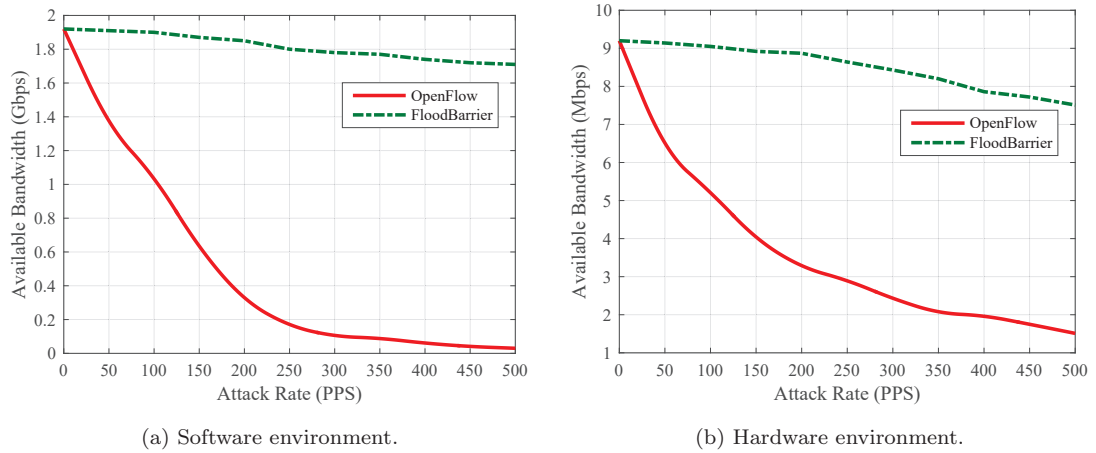 2
1.8
1.6
1.4
1.2
1
0.8
0.6
0.4
0.2
0
Available Bandwidth (Gbps)
OpenFlow
FloodBarrier
0 50 100 150 200 250 300 350 400 450 500
Attack Rate (PPS)
(a) Software environment.
10
9
8
7
6
5
4
3
2
1
Available Bandwidth (Mbps)
OpenFlow
FloodBarrier
0 50 100 150 200 250 300 350 400 450 500
Attack Rate (PPS)
(b) Hardware environment.